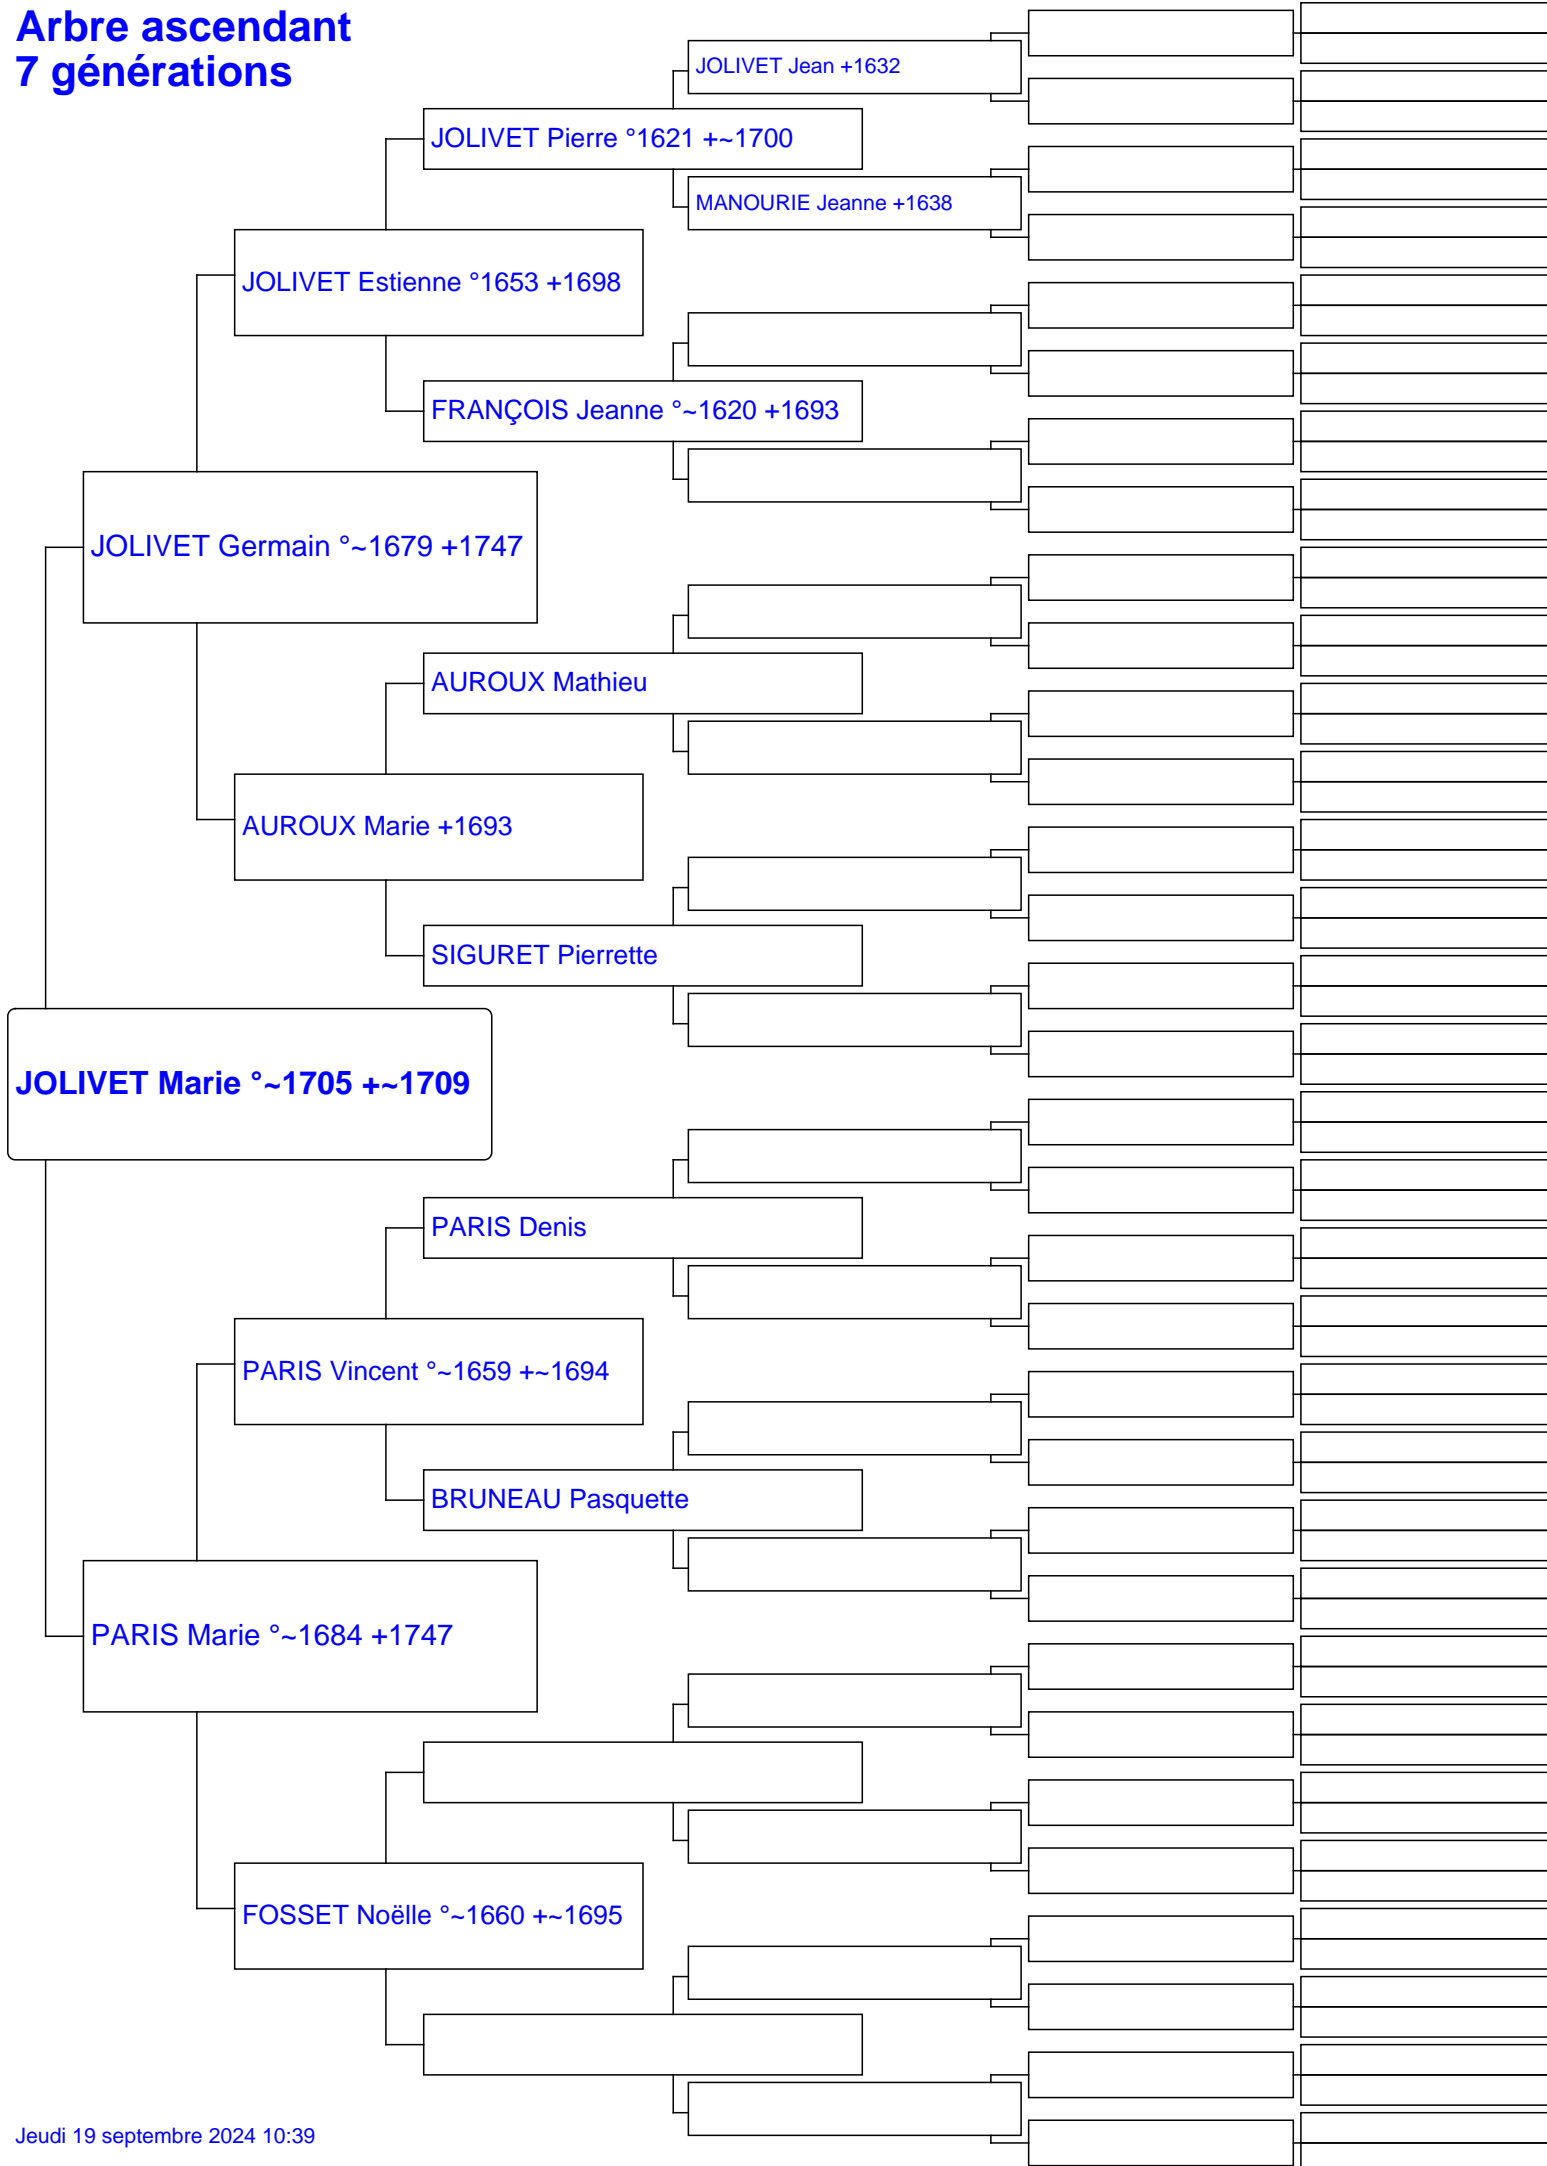 Arbre ascendant
7 générations
JOLIVET Jean +1632
JOLIVET Pierre °1621 +~1700
MANOURIE Jeanne +1638
JOLIVET Estienne °1653 +1698
FRANÇOIS Jeanne °~1620 +1693
JOLIVET Germain °~1679 +1747
AUROUX Mathieu
AUROUX Marie +1693
SIGURET Pierrette
JOLIVET Marie °~1705 +~1709
PARIS Denis
PARIS Vincent °~1659 +~1694
BRUNEAU Pasquette
PARIS Marie °~1684 +1747
FOSSET Noëlle °~1660 +~1695
Jeudi 19 septembre 2024 10:39